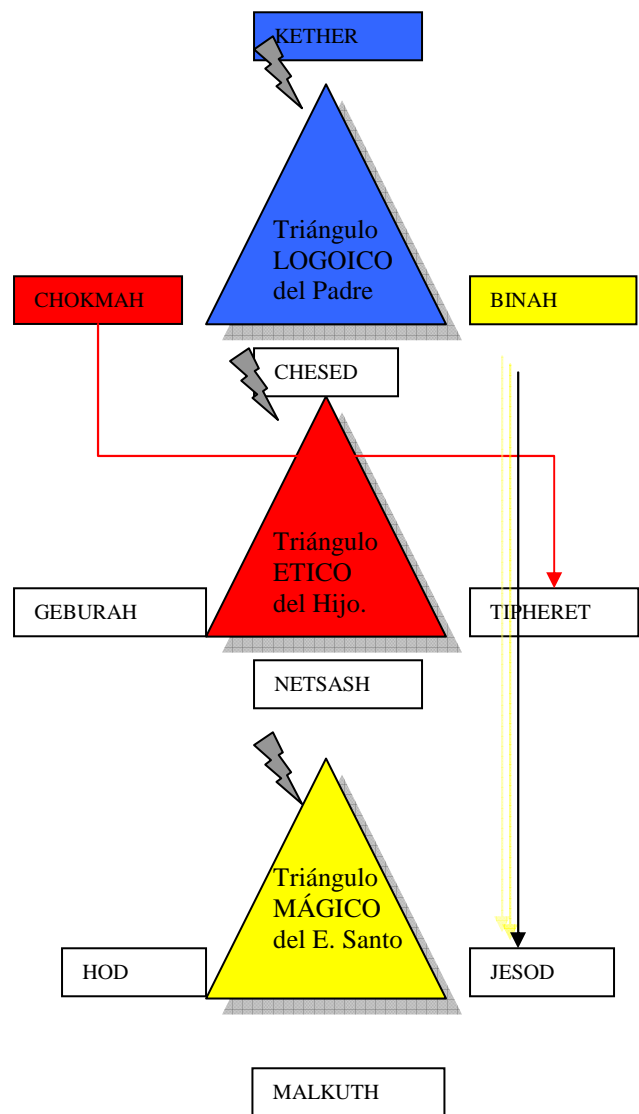 KETHER
Triángulo
LOGOICO
del Padre
CHOKMAH
BINAH
CHESED
Triángulo
ETICO
del Hijo.
GEBURAH
TIPHERET
NETSASH
Triángulo
MÁGICO
del E. Santo
HOD
JESOD
MALKUTH